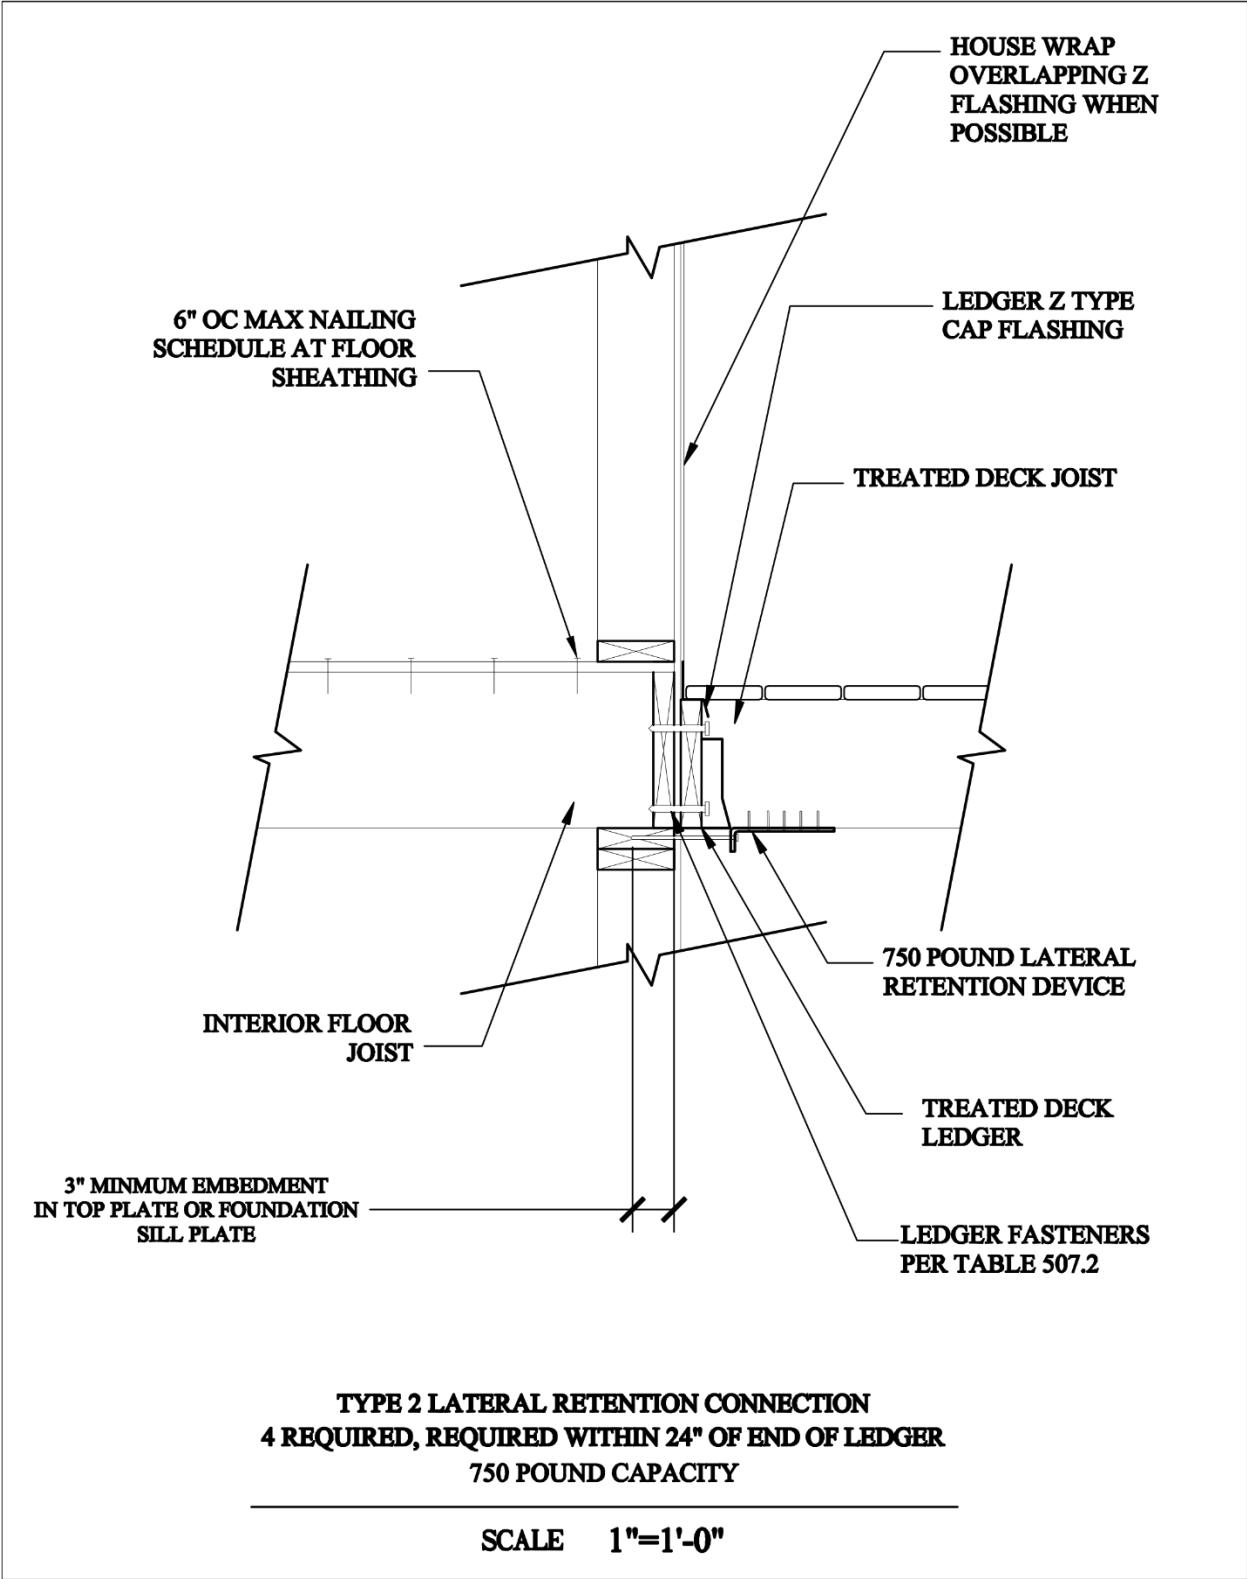 HOUSE WRAP
OVERLAPPING Z
FLASHING WHEN
POSSIBLE
LEDGER Z TYPE
CAP FLASHING
6" OC MAX NAILING
SCHEDULE AT FLOOR
SHEATHING
TREATED DECK JOIST
750 POUND LATERAL
RETENTION DEVICE
INTERIOR FLOOR
JOIST
TREATED DECK
LEDGER
3" MINMUM EMBEDMENT
IN TOP PLATE OR FOUNDATION
SILL PLATE
LEDGER FASTENERS
PER TABLE 507.2
TYPE 2 LATERAL RETENTION CONNECTION
4 REQUIRED, REQUIRED WITHIN 24" OF END OF LEDGER
750 POUND CAPACITY
SCALE 1"=1'-0"